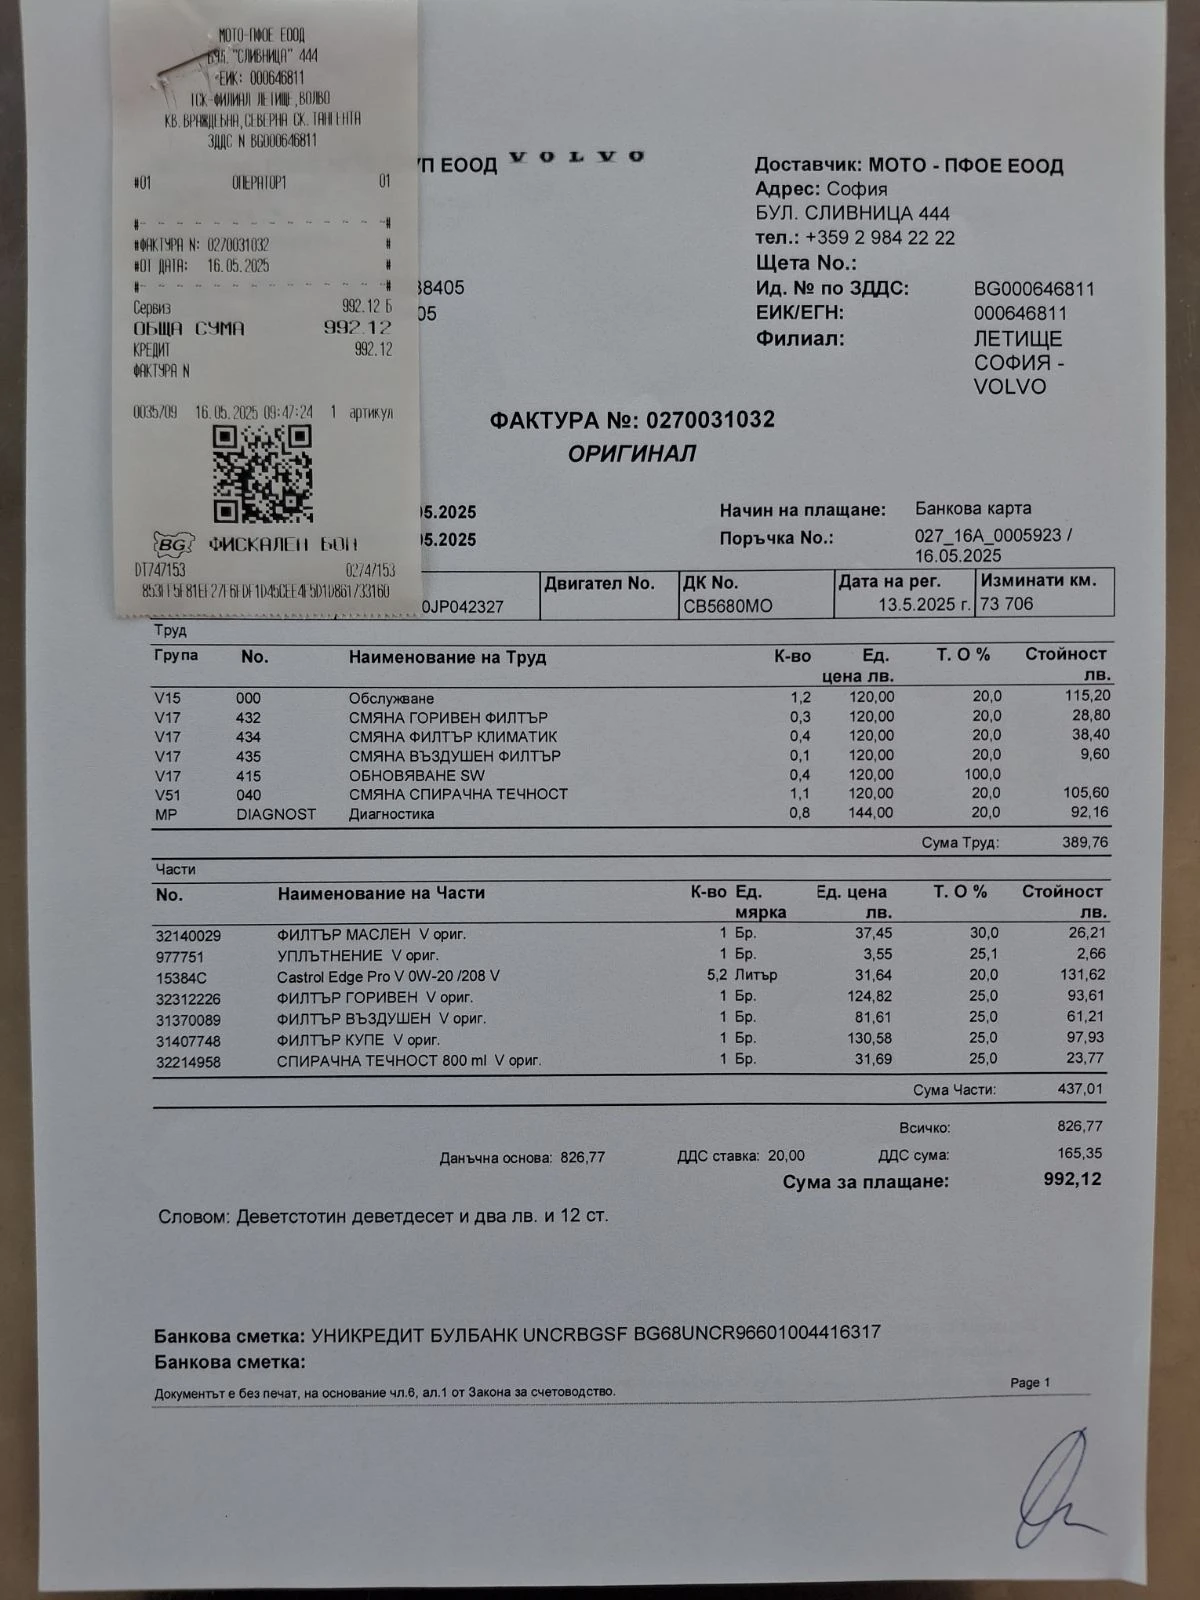 МОТО-ПФОЕ ЕООД
БУЛ. "СЛИВНИЦА" 444
ЕИК: 000646811
ТСК-ФИЛИАЛ ЛЕТИЩЕ,ВОЛВО
КВ.ВРАЖДЕБНА,СЕВЕРНА СК.ТАНГЕНТА
ЗДДС N BG000646811
#01 ОПЕРАТОР1 01
#- - - - - - - - - - - - - -#
#ФАКТУРА N: 0270031032 #
#ОТ ДАТА: 16.05.2025 #
#- - - - - - - - - - - - - -#
Сервиз 992.12 Б
ОБЩА СУМА 992.12
КРЕДИТ 992.12
ФАКТУРА N
0035709 16.05.2025 09:47:24 1 артикул
BG ФИСКАЛЕН БОН
DT747153 02747153
УП ЕООД VOLVO
38405
05
Доставчик: МОТО - ПФОЕ ЕООД
Адрес: София
БУЛ. СЛИВНИЦА 444
тел.: +359 2 984 22 22
Щета No.:
Ид. № по ЗДДС: BG000646811
ЕИК/ЕГН: 000646811
Филиал: ЛЕТИЩЕ
СОФИЯ -
VOLVO
ФАКТУРА №: 0270031032
ОРИГИНАЛ
05.2025 Начин на плащане: Банкова карта
05.2025 Поръчка No.: 027_16A_0005923 /
16.05.2025
Двигател No. ДК No. Дата на рег. Изминати км.
0JP042327 CB5680MO 13.5.2025 г. 73 706
Труд
Група No. Наименование на Труд К-во Ед. Т. О % Стойност
цена лв. лв.
V15 000 Обслужване 1,2 120,00 20,0 115,20
V17 432 СМЯНА ГОРИВЕН ФИЛТЪР 0,3 120,00 20,0 28,80
V17 434 СМЯНА ФИЛТЪР КЛИМАТИК 0,4 120,00 20,0 38,40
V17 435 СМЯНА ВЪЗДУШЕН ФИЛТЪР 0,1 120,00 20,0 9,60
V17 415 ОБНОВЯВАНЕ SW 0,4 120,00 100,0
V51 040 СМЯНА СПИРАЧНА ТЕЧНОСТ 1,1 120,00 20,0 105,60
MP DIAGNOST Диагностика 0,8 144,00 20,0 92,16
Сума Труд: 389,76
Части
No. Наименование на Части К-во Ед. Ед. цена Т. О % Стойност
мярка лв. лв.
32140029 ФИЛТЪР МАСЛЕН V ориг. 1 Бр. 37,45 30,0 26,21
977751 УПЛЪТНЕНИЕ V ориг. 1 Бр. 3,55 25,1 2,66
15384C Castrol Edge Pro V 0W-20 /208 V 5,2 Литър 31,64 20,0 131,62
32312226 ФИЛТЪР ГОРИВЕН V ориг. 1 Бр. 124,82 25,0 93,61
31370089 ФИЛТЪР ВЪЗДУШЕН V ориг. 1 Бр. 81,61 25,0 61,21
31407748 ФИЛТЪР КУПЕ V ориг. 1 Бр. 130,58 25,0 97,93
32214958 СПИРАЧНА ТЕЧНОСТ 800 ml V ориг. 1 Бр. 31,69 25,0 23,77
Сума Части: 437,01
Всичко: 826,77
Данъчна основа: 826,77 ДДС ставка: 20,00 ДДС сума: 165,35
Сума за плащане: 992,12
Словом: Деветстотин деветдесет и два лв. и 12 ст.
Банкова сметка: УНИКРЕДИТ БУЛБАНК UNCRBGSF BG68UNCR96601004416317
Банкова сметка:
Документът е без печат, на основание чл.6, ал.1 от Закона за счетоводство. Page 1